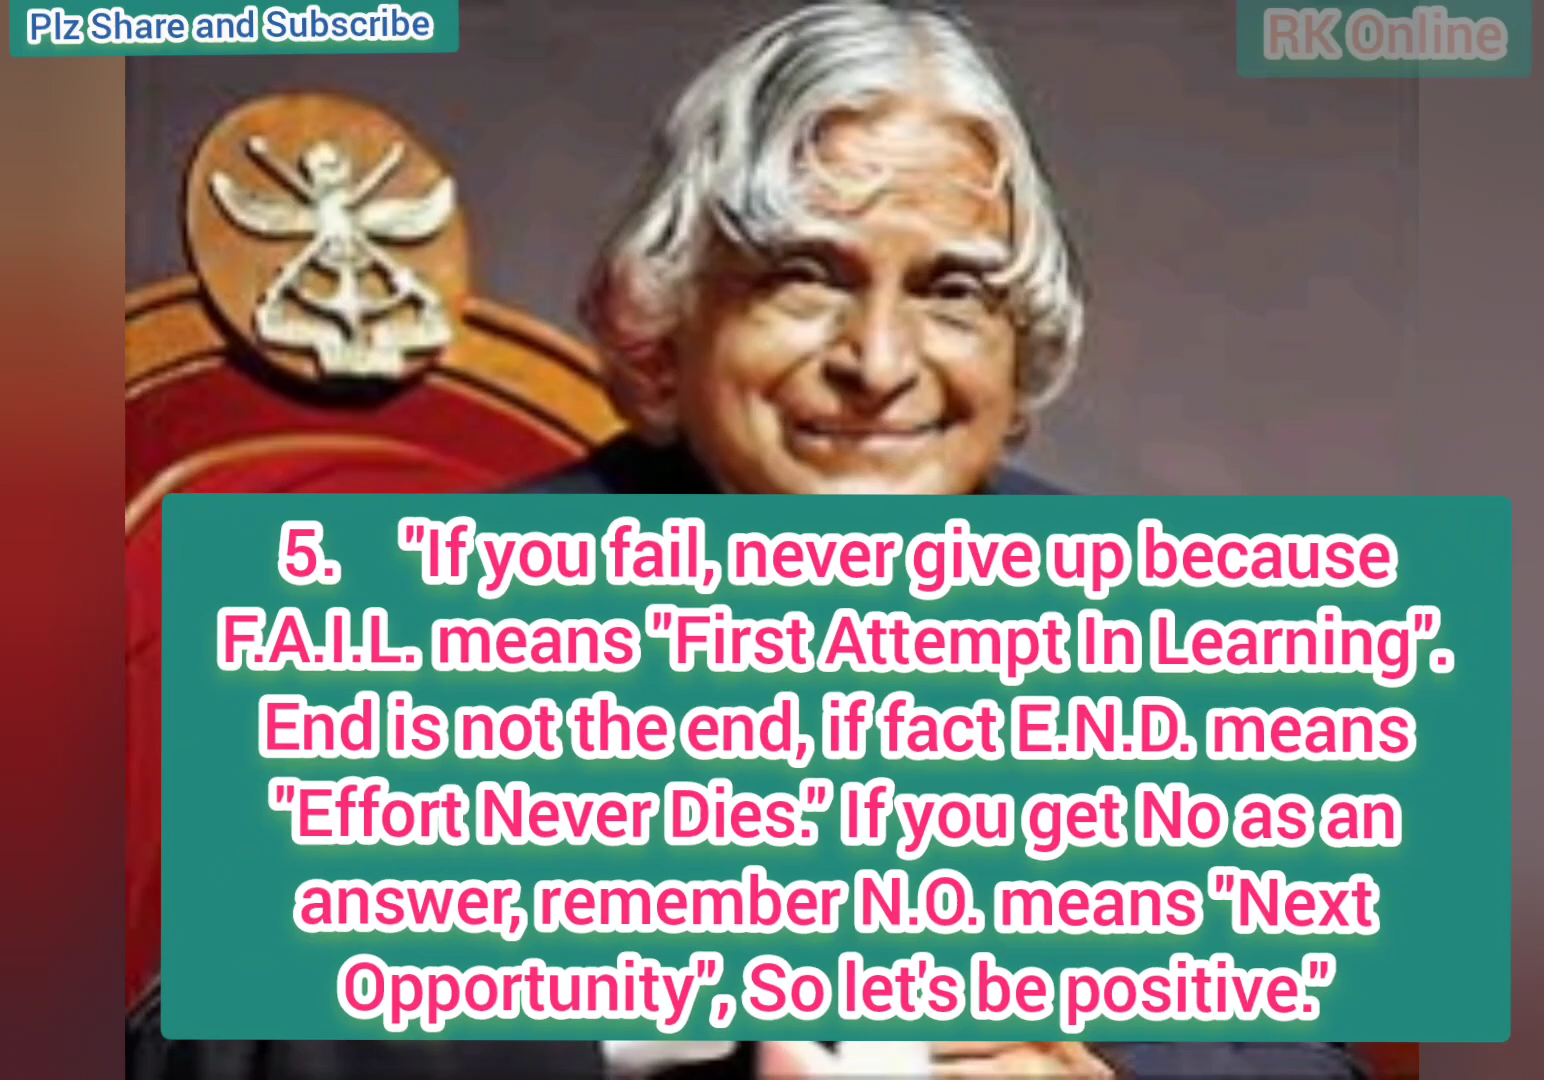 Plz Share and Subscribe
RK Online
5. "If you fail, never give up because
F.A.I.L. means "First Attempt In Learning".
End is not the end, if fact E.N.D. means
"Effort Never Dies." If you get No as an
answer, remember N.O. means "Next
Opportunity", So let's be positive."